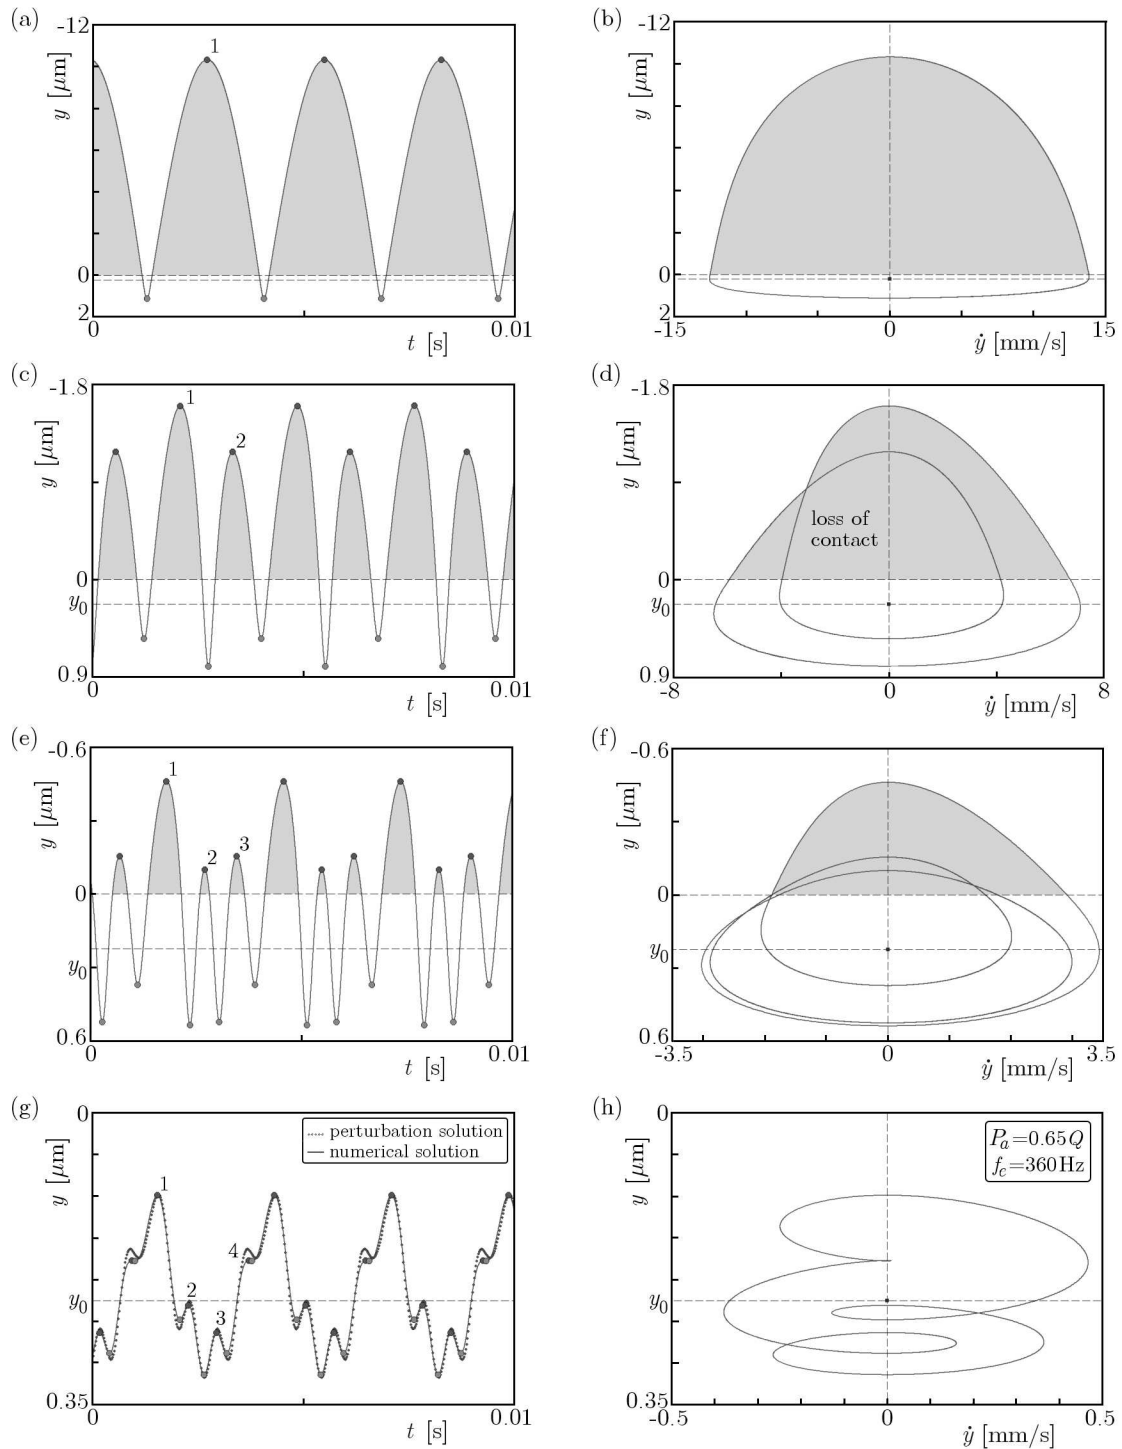 (a)
-12
y [μm]
1
0
2
0
0.01
t [s]
(b)
-12
y [μm]
0
2
-15
0
15
ẏ [mm/s]
(c)
-1.8
y [μm]
1
2
0
y0
0.9
0
0.01
t [s]
(d)
-1.8
y [μm]
loss of
contact
0
y0
0.9
-8
0
8
ẏ [mm/s]
(e)
-0.6
y [μm]
1
2
3
0
y0
0.6
0
0.01
t [s]
(f)
-0.6
y [μm]
0
y0
0.6
-3.5
0
3.5
ẏ [mm/s]
(g)
0
y [μm]
perturbation solution
numerical solution
1
4
2
3
y0
0.35
0
0.01
t [s]
(h)
0
y [μm]
Pa=0.65Q
fc=360Hz
y0
0.35
-0.5
0
0.5
ẏ [mm/s]